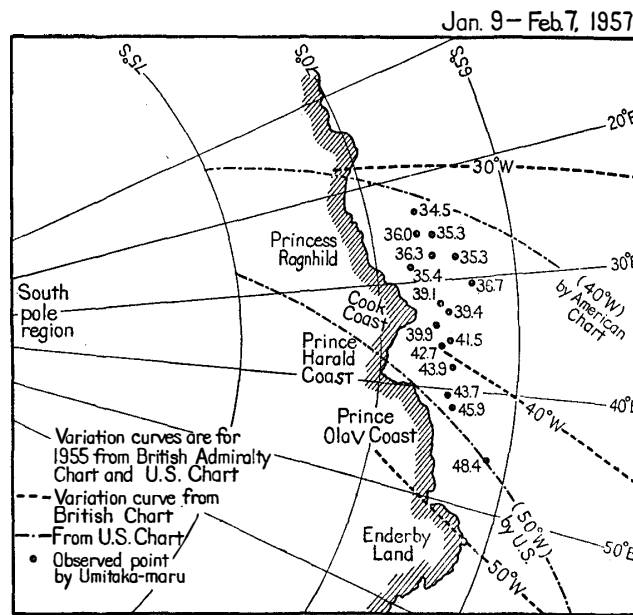 Jan. 9 – Feb. 7, 1957
75°S
70°S
65°S
20°E
30°W
34.5
36.0
35.3
36.3
35.3
35.4
30°E
36.7
39.1
39.4
39.9
41.5
42.7
43.9
43.7
45.9
48.4
(40°W)
by American
Chart
Princess
Ragnhild
Cook
Coast
South
pole
region
Prince
Harald
Coast
40°E
40°W
Prince
Olav Coast
(50°W)
by U.S.
50°E
50°W
Enderby
Land
Variation curves are for
1955 from British Admiralty
Chart and U.S. Chart
Variation curve from
British Chart
From U.S. Chart
Observed point
by Umitaka-maru